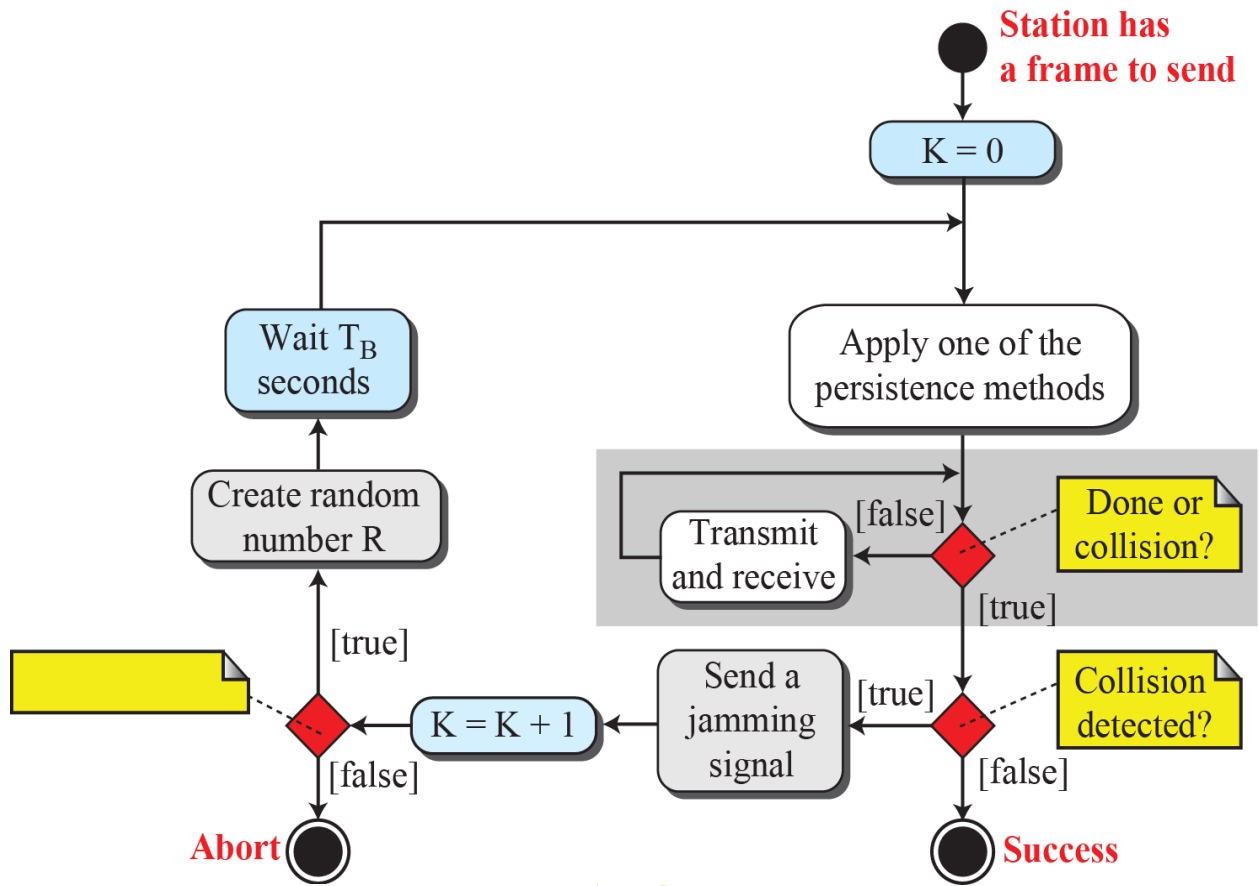 Station has
a frame to send
K = 0
Wait T_B
seconds
Apply one of the
persistence methods
Create random
number R
[false]
Transmit
and receive
Done or
collision?
[true]
[true]
Send a
jamming
signal
[true]
Collision
detected?
K = K + 1
[false]
[false]
Abort
Success